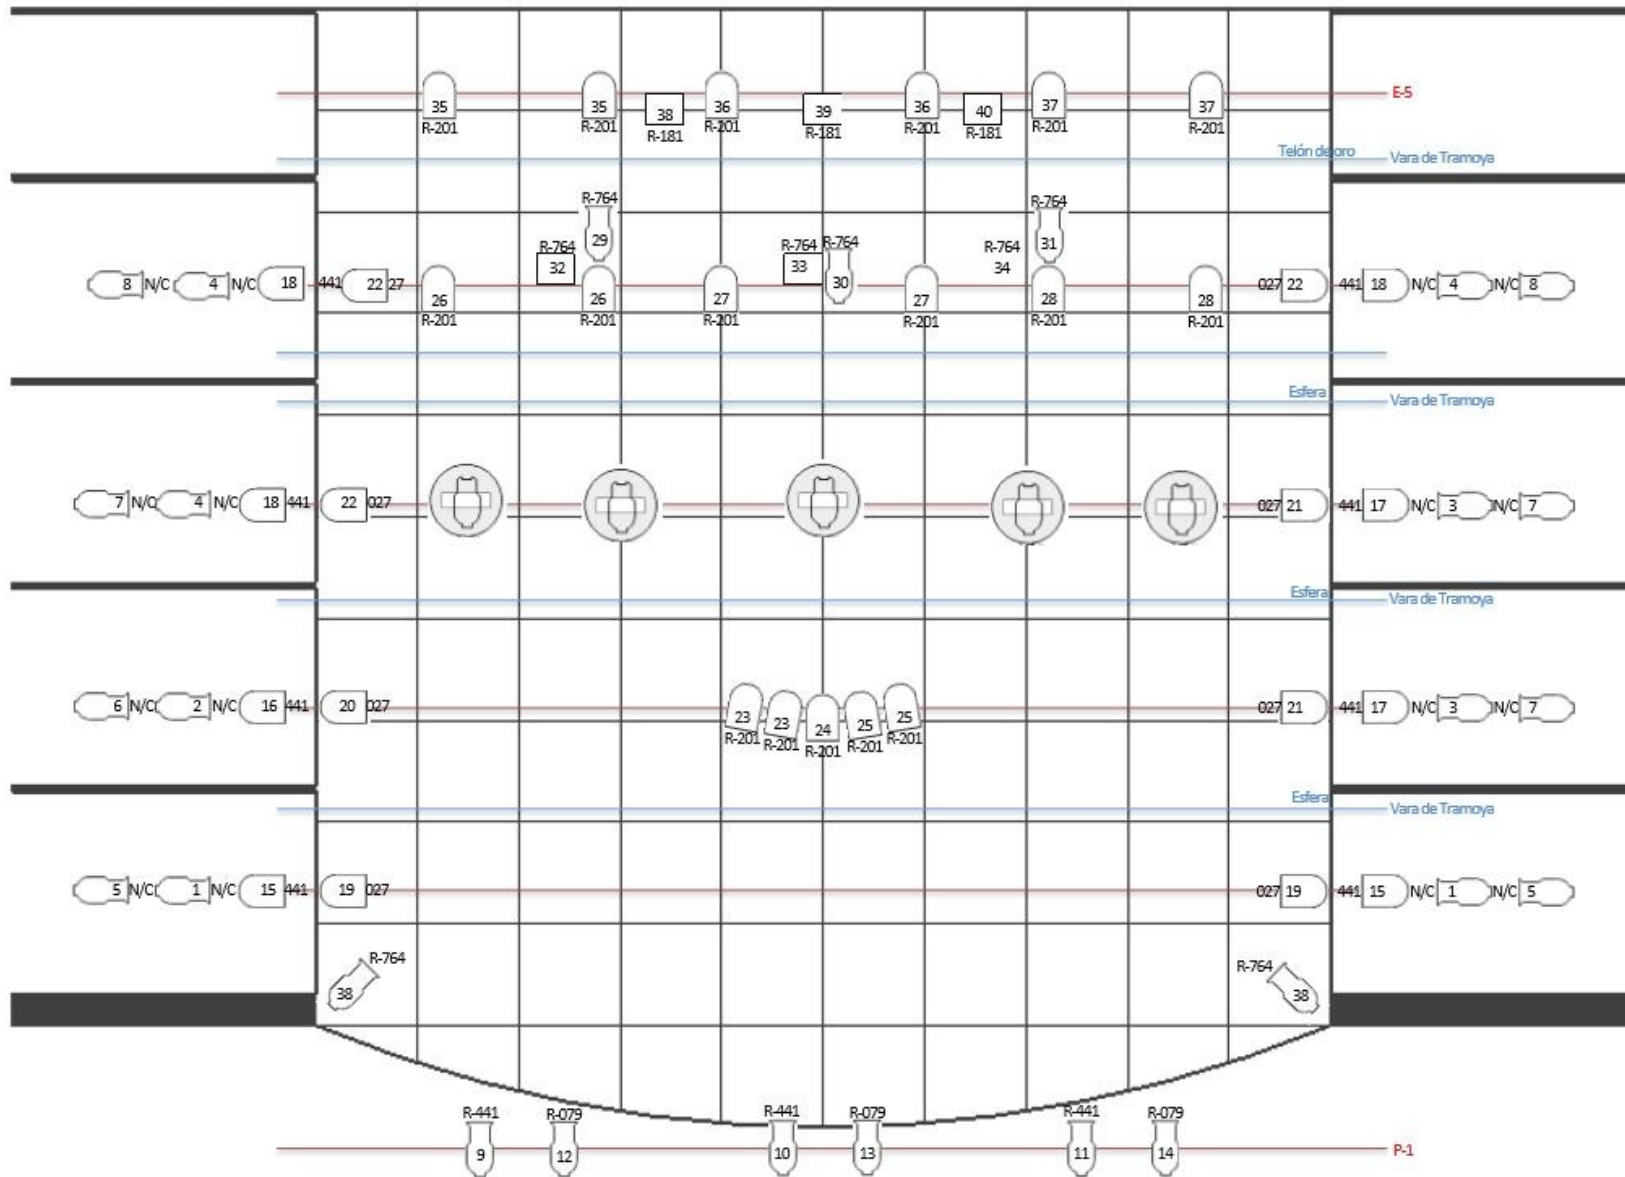 35 35 36 36 37 37 E-5
38 39 40
R-201 R-201 R-201 R-201 R-201 R-201
R-181 R-181 R-181
Telón de oro Vara de Tramoya
R-764 R-764
29 31
R-764 R-764 R-764 R-764
32 33 34
30
8 N/C 4 N/C 18 441 22 27 027 22 441 18 N/C 4 N/C 8
26 26 27 27 28 28
R-201 R-201 R-201 R-201 R-201 R-201
Esfera Vara de Tramoya
7 N/C 4 N/C 18 441 22 027 027 21 441 17 N/C 3 N/C 7
Esfera Vara de Tramoya
6 N/C 2 N/C 16 441 20 027 027 21 441 17 N/C 3 N/C 7
23 23 24 25 25
R-201 R-201 R-201 R-201 R-201
Esfera Vara de Tramoya
5 N/C 1 N/C 15 441 19 027 027 19 441 15 N/C 1 N/C 5
R-764 R-764
38 38
R-441 R-079 R-441 R-079 R-441 R-079
9 12 10 13 11 14 P-1